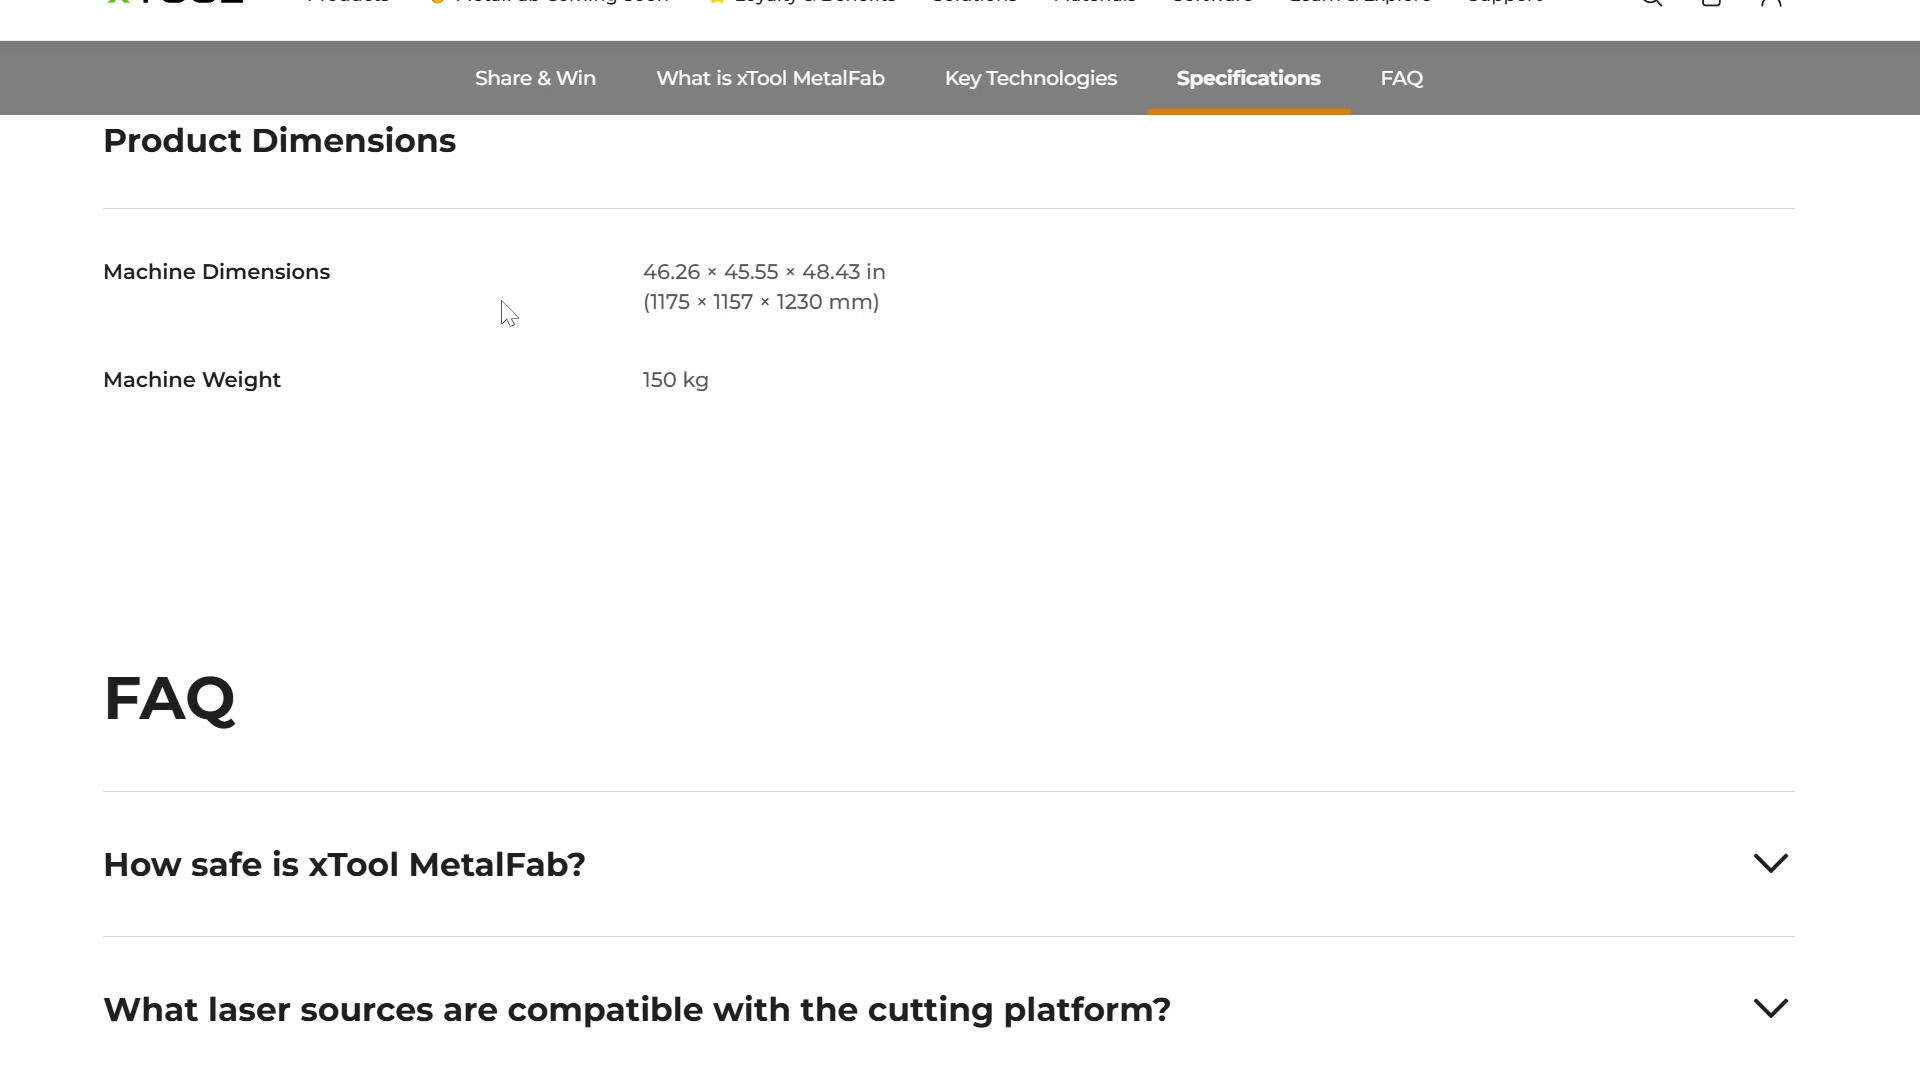 Share & Win
What is xTool MetalFab
Key Technologies
Specifications
FAQ
Product Dimensions
Machine Dimensions
46.26 × 45.55 × 48.43 in
(1175 × 1157 × 1230 mm)
Machine Weight
150 kg
FAQ
How safe is xTool MetalFab?
What laser sources are compatible with the cutting platform?